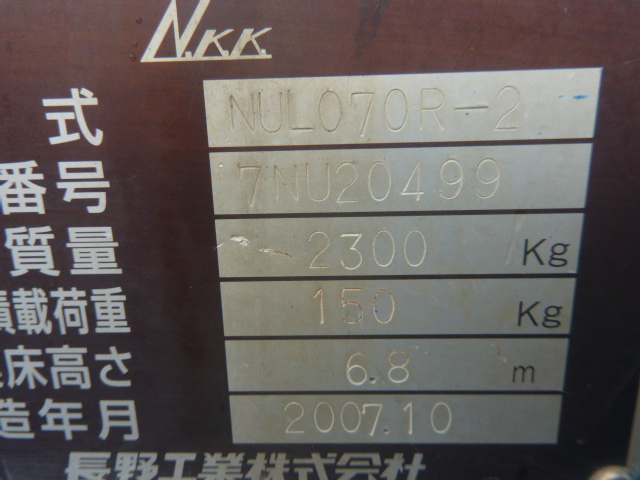 N.K.K.
式 NUL070R-2
番号 7NU20499
質量 2300 Kg
載荷重 150 Kg
床高さ 6.8 m
造年月 2007.10
長野工業株式会社